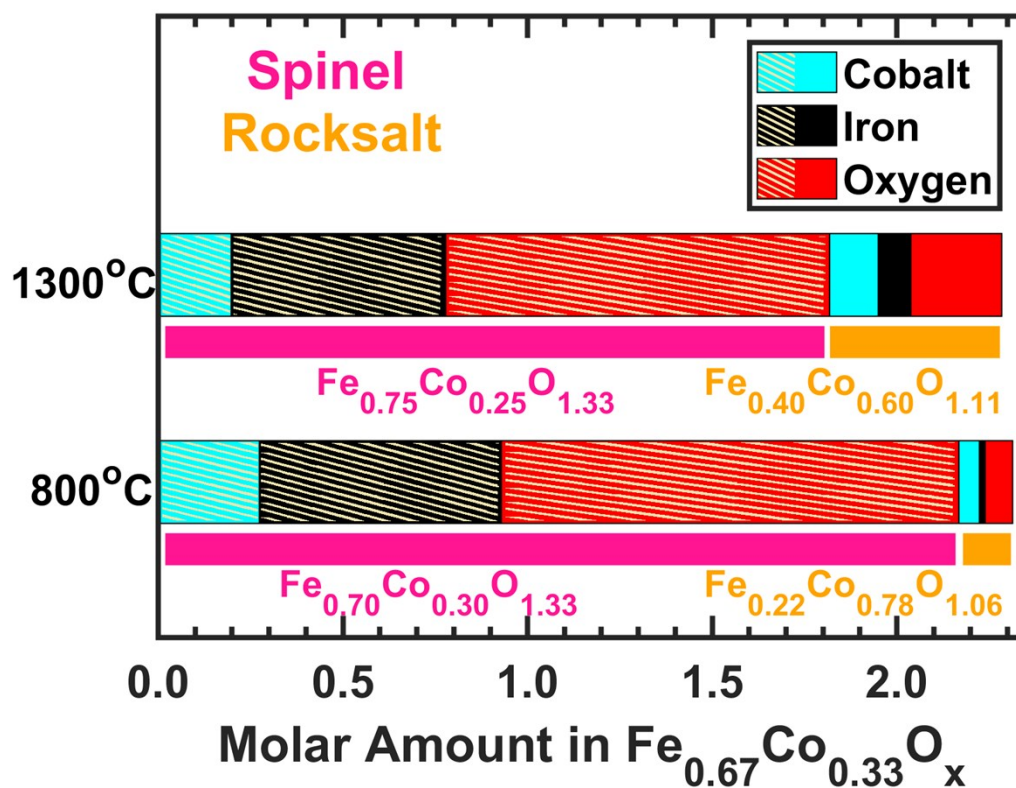 Spinel
Rocksalt
Cobalt
Iron
Oxygen
1300°C
Fe0.75Co0.25O1.33 Fe0.40Co0.60O1.11
800°C
Fe0.70Co0.30O1.33 Fe0.22Co0.78O1.06
0.0 0.5 1.0 1.5 2.0
Molar Amount in Fe0.67Co0.33Ox